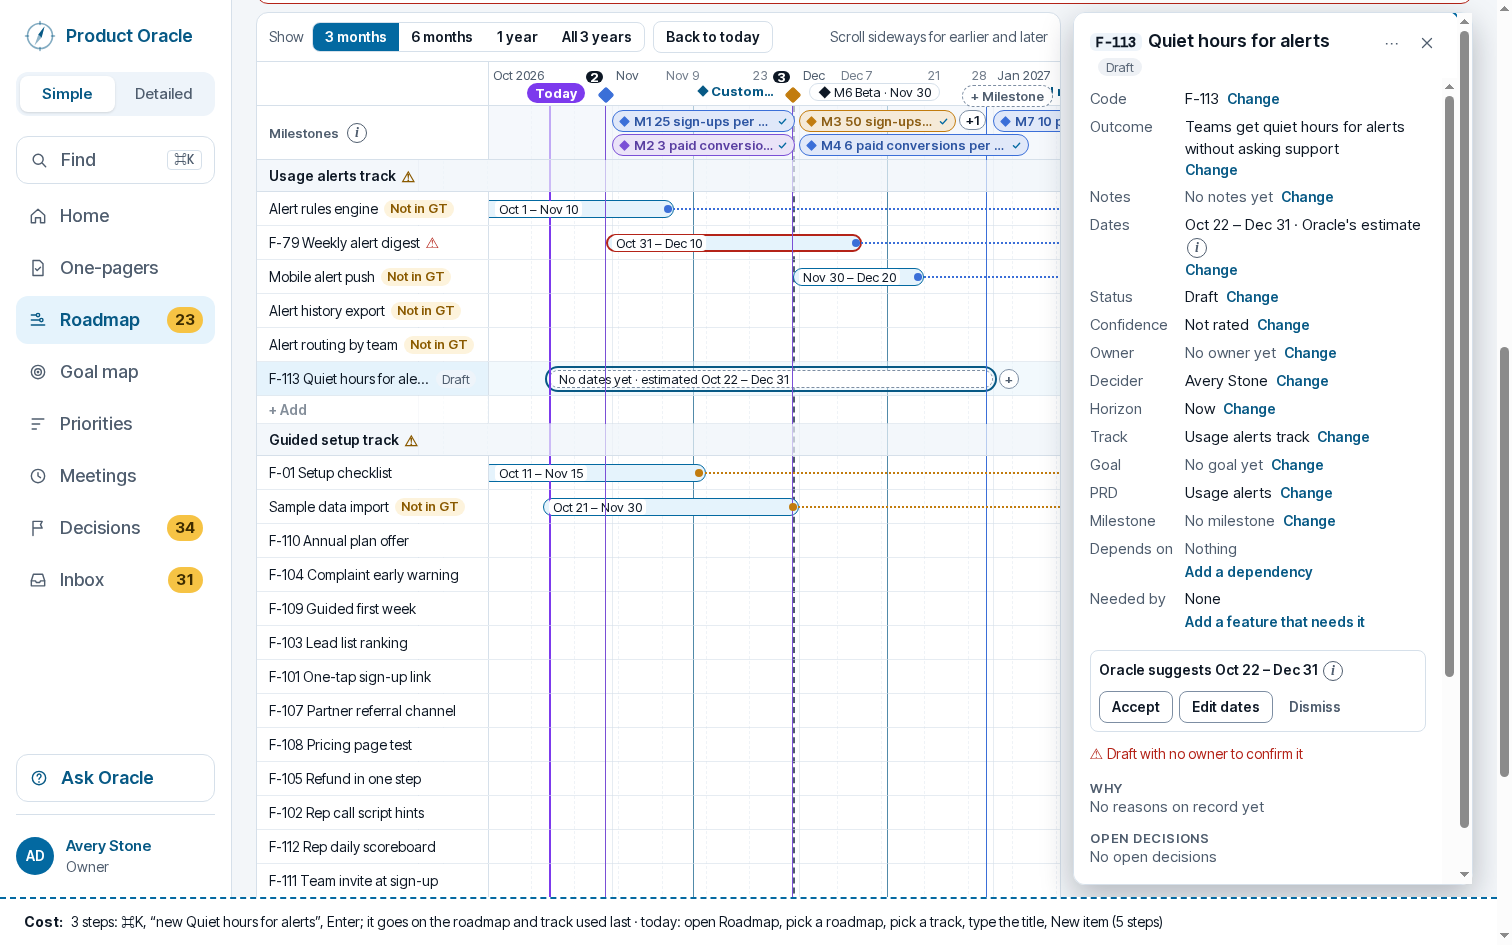 Product Oracle
Simple
Detailed
Find
⌘K
Home
One-pagers
Roadmap
23
Goal map
Priorities
Meetings
Decisions
34
Inbox
31
Ask Oracle
AD
Avery Stone
Owner
Show
3 months
6 months
1 year
All 3 years
Back to today
Scroll sideways for earlier and later
Oct 2026
2
Nov
Nov 9
23
3
Dec
Dec 7
21
28
Jan 2027
Today
Custom...
M6 Beta · Nov 30
+ Milestone
Milestones
i
M1 25 sign-ups per ...
M3 50 sign-ups...
+1
M7 10 p
M2 3 paid conversio...
M4 6 paid conversions per ...
Usage alerts track
Alert rules engine
Not in GT
Oct 1 – Nov 10
F-79 Weekly alert digest
Oct 31 – Dec 10
Mobile alert push
Not in GT
Nov 30 – Dec 20
Alert history export
Not in GT
Alert routing by team
Not in GT
F-113 Quiet hours for ale...
Draft
No dates yet · estimated Oct 22 – Dec 31
+
+ Add
Guided setup track
F-01 Setup checklist
Oct 11 – Nov 15
Sample data import
Not in GT
Oct 21 – Nov 30
F-110 Annual plan offer
F-104 Complaint early warning
F-109 Guided first week
F-103 Lead list ranking
F-101 One-tap sign-up link
F-107 Partner referral channel
F-108 Pricing page test
F-105 Refund in one step
F-102 Rep call script hints
F-112 Rep daily scoreboard
F-111 Team invite at sign-up
F-113 Quiet hours for alerts
...
Draft
Code
F-113 Change
Outcome
Teams get quiet hours for alerts
without asking support
Change
Notes
No notes yet Change
Dates
Oct 22 – Dec 31 · Oracle's estimate
i
Change
Status
Draft Change
Confidence
Not rated Change
Owner
No owner yet Change
Decider
Avery Stone Change
Horizon
Now Change
Track
Usage alerts track Change
Goal
No goal yet Change
PRD
Usage alerts Change
Milestone
No milestone Change
Depends on
Nothing
Add a dependency
Needed by
None
Add a feature that needs it
Oracle suggests Oct 22 – Dec 31 i
Accept
Edit dates
Dismiss
Draft with no owner to confirm it
WHY
No reasons on record yet
OPEN DECISIONS
No open decisions
Cost: 3 steps: ⌘K, “new Quiet hours for alerts”, Enter; it goes on the roadmap and track used last · today: open Roadmap, pick a roadmap, pick a track, type the title, New item (5 steps)